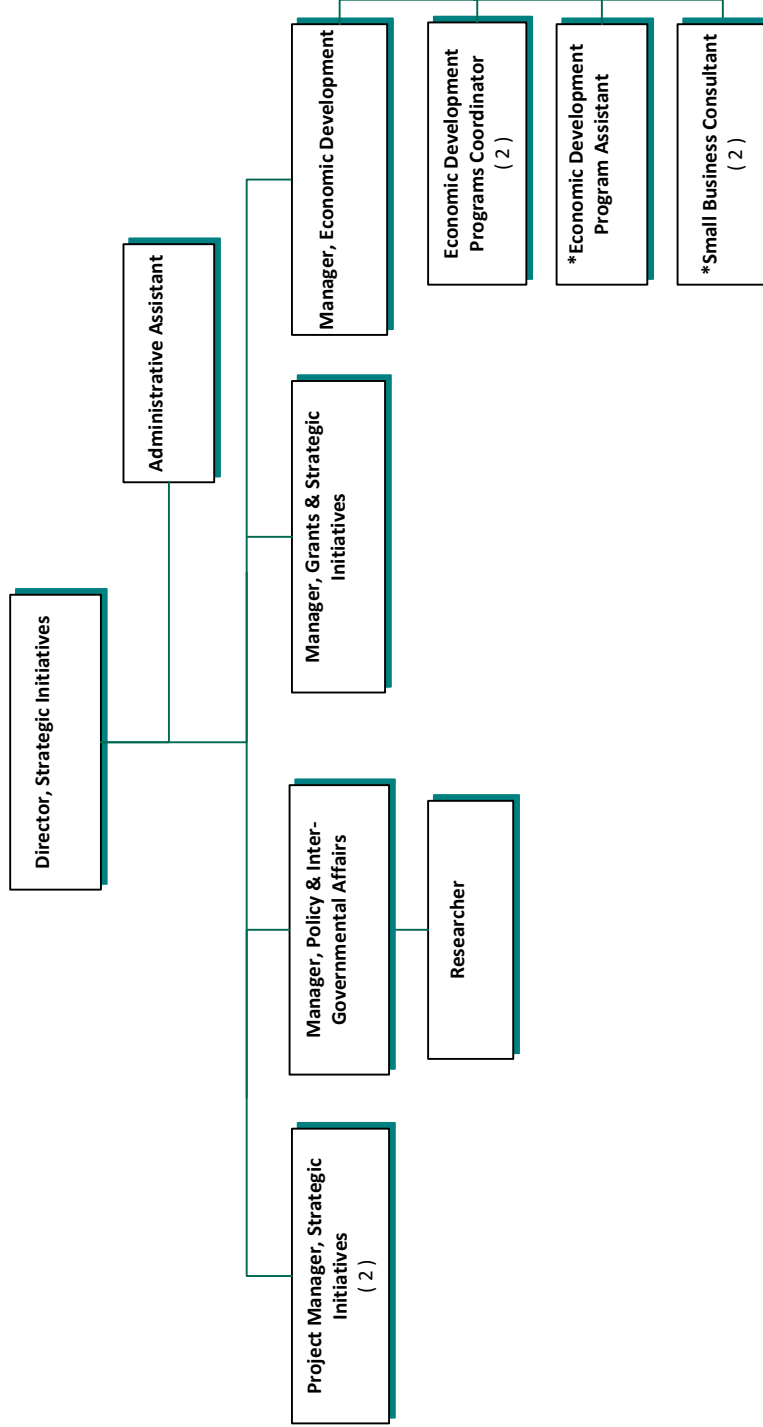 Director, Strategic Initiatives
Administrative Assistant
Project Manager, Strategic
Initiatives
( 2 )
Manager, Policy & Inter-
Governmental Affairs
Manager, Grants & Strategic
Initiatives
Manager, Economic Development
Researcher
Economic Development
Programs Coordinator
( 2 )
*Economic Development
Program Assistant
*Small Business Consultant
( 2 )